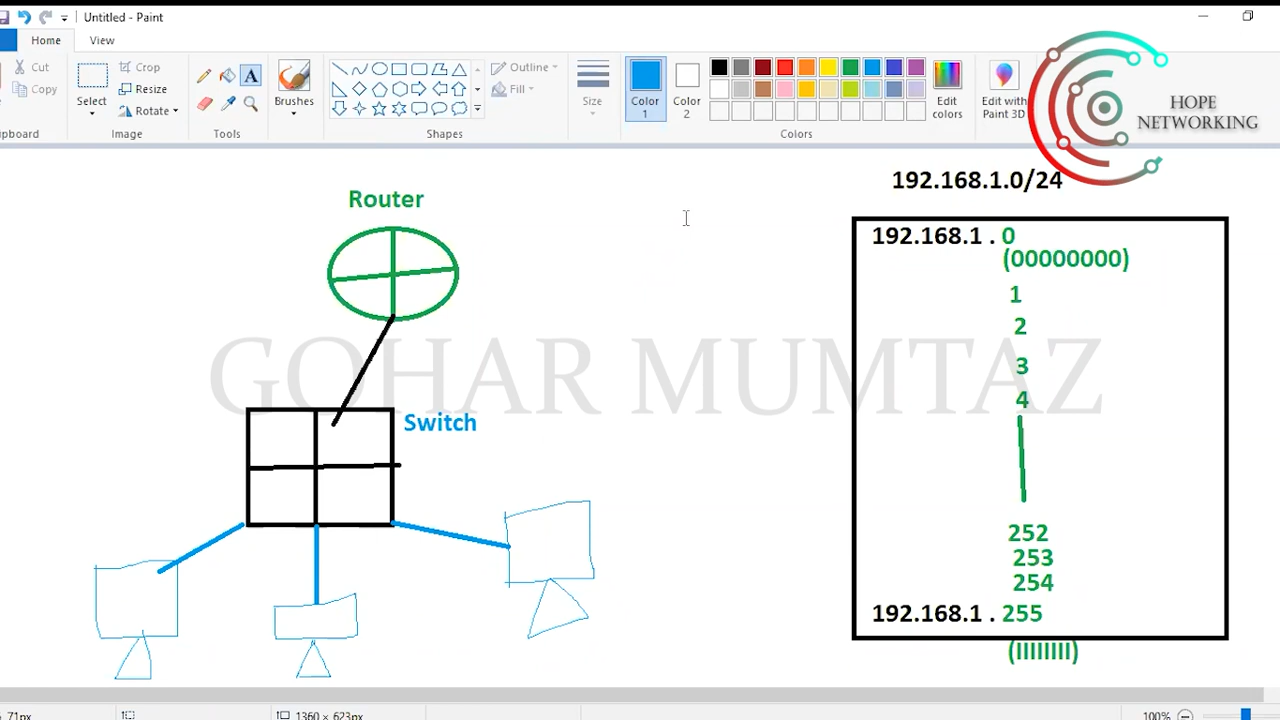 Untitled - Paint
Home
View
Cut
Copy
Select
Crop
Resize
Rotate
Brushes
Outline
Fill
Size
Color 1
Color 2
Edit colors
Edit with Paint 3D
Image
Tools
Shapes
Colors
HOPE
NETWORKING
192.168.1.0/24
Router
192.168.1 . 0
(00000000)
1
2
3
4
GOHAR MUMTAZ
Switch
252
253
254
192.168.1 . 255
(IIIIIIII)
1360 × 623px
100%